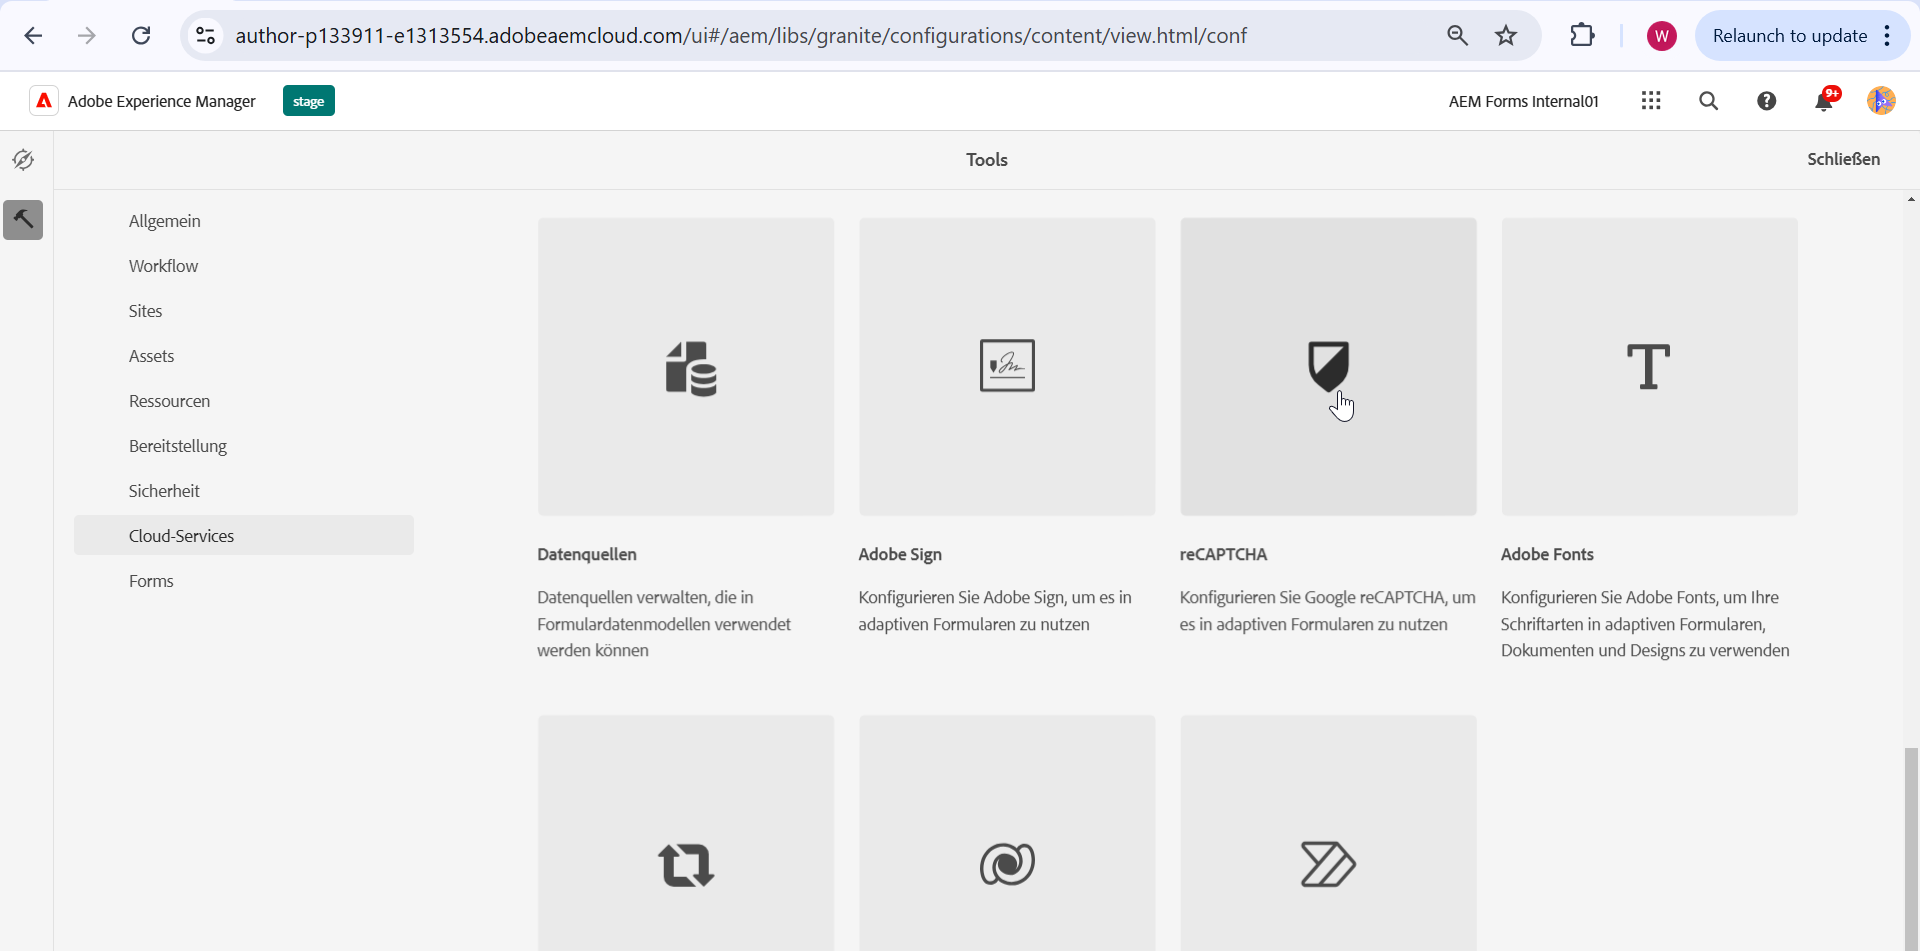 author-p133911-e1313554.adobeaemcloud.com/ui#/aem/libs/granite/configurations/content/view.html/conf
W
Relaunch to update
Adobe Experience Manager
stage
AEM Forms Internal01
9+
Tools
Schließen
Allgemein
Workflow
Sites
Assets
Ressourcen
Bereitstellung
Sicherheit
Cloud-Services
Forms
Datenquellen
Datenquellen verwalten, die in
Formulardatenmodellen verwendet
werden können
Adobe Sign
Konfigurieren Sie Adobe Sign, um es in
adaptiven Formularen zu nutzen
reCAPTCHA
Konfigurieren Sie Google reCAPTCHA, um
es in adaptiven Formularen zu nutzen
Adobe Fonts
Konfigurieren Sie Adobe Fonts, um Ihre
Schriftarten in adaptiven Formularen,
Dokumenten und Designs zu verwenden